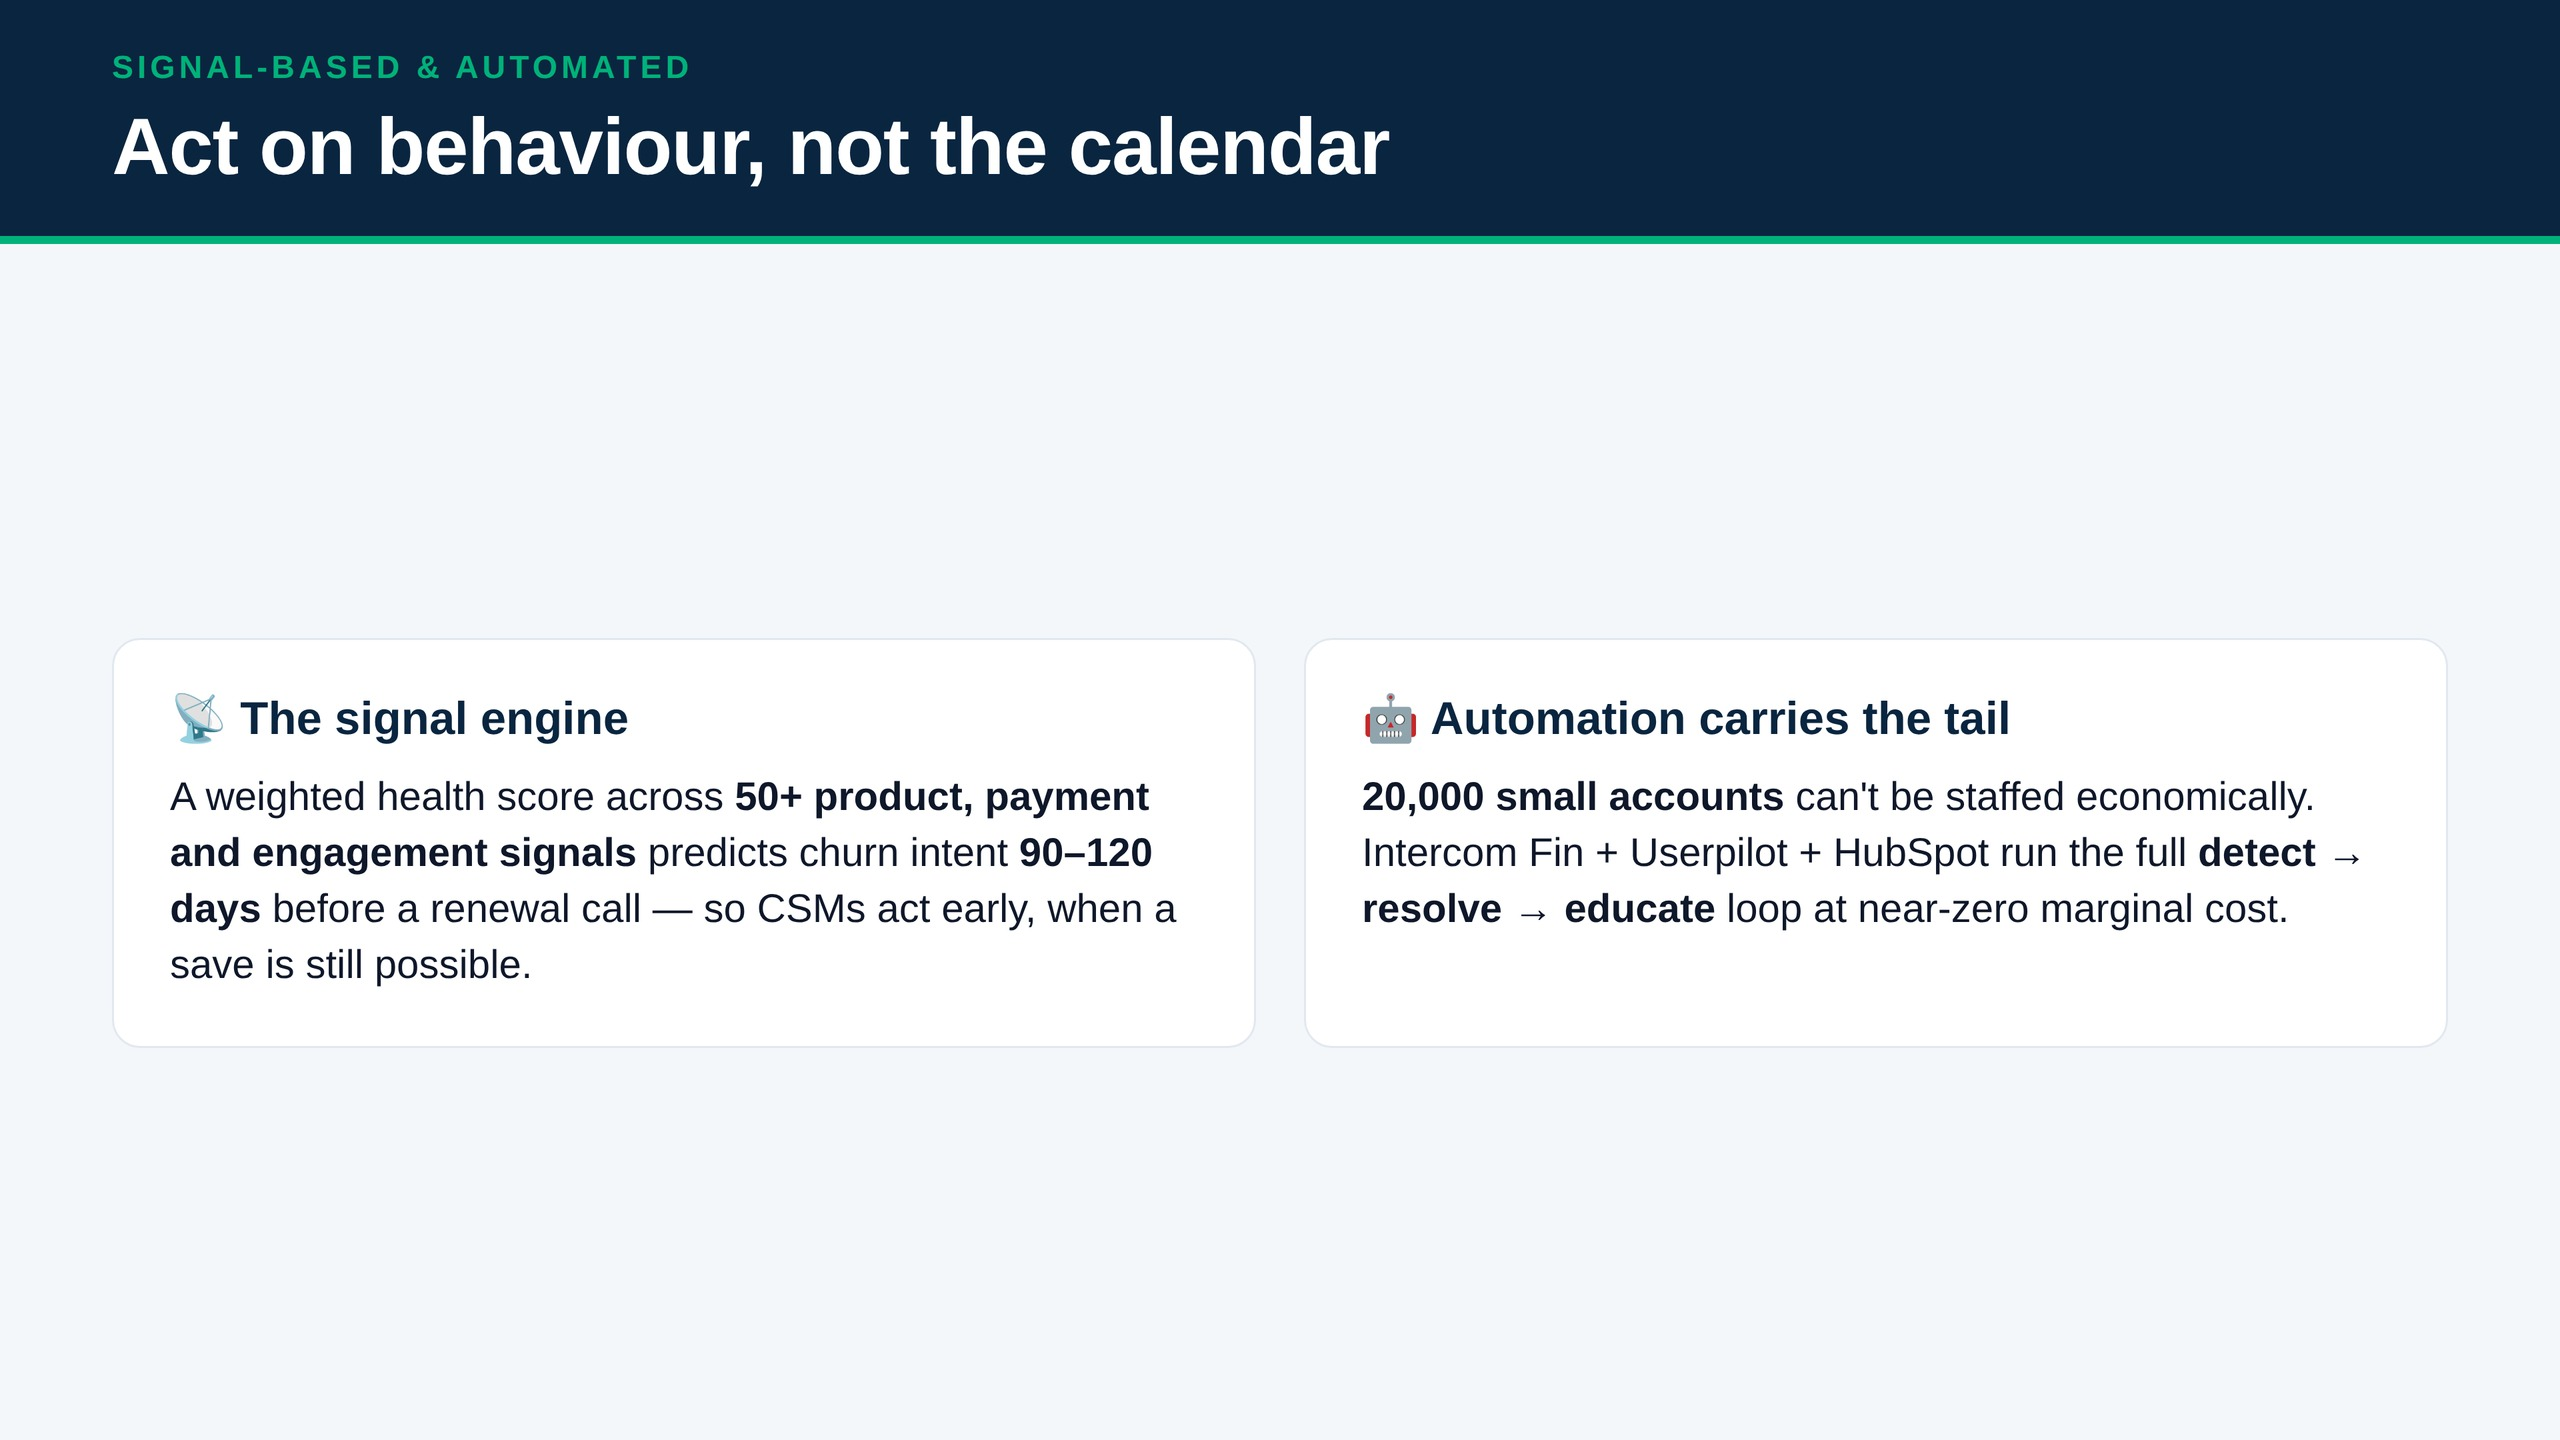 SIGNAL-BASED & AUTOMATED
Act on behaviour, not the calendar
📡 The signal engine
A weighted health score across 50+ product, payment
and engagement signals predicts churn intent 90–120
days before a renewal call — so CSMs act early, when a
save is still possible.
🤖 Automation carries the tail
20,000 small accounts can't be staffed economically.
Intercom Fin + Userpilot + HubSpot run the full detect →
resolve → educate loop at near-zero marginal cost.